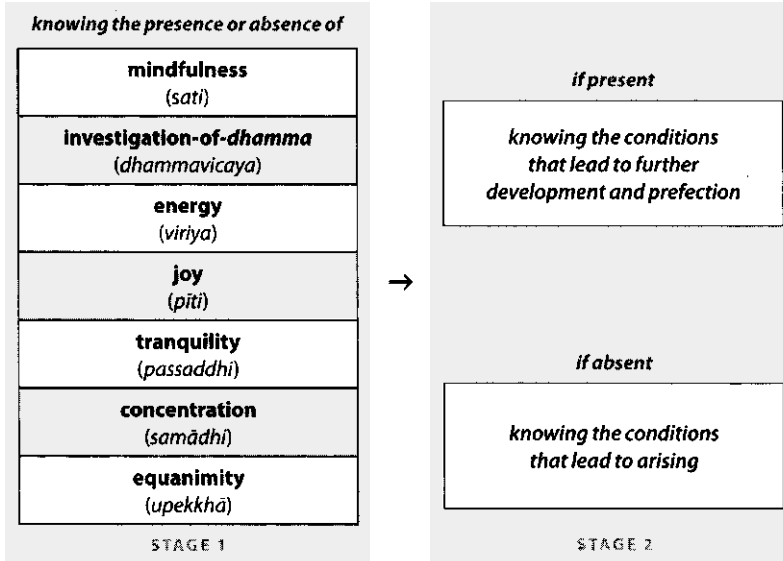 knowing the presence or absence of
mindfulness
(sati)
investigation-of-dhamma
(dhammavicaya)
energy
(viriya)
joy
(pīti)
tranquility
(passaddhi)
concentration
(samādhi)
equanimity
(upekkhā)
STAGE 1
→
if present
knowing the conditions
that lead to further
development and prefection
if absent
knowing the conditions
that lead to arising
STAGE 2